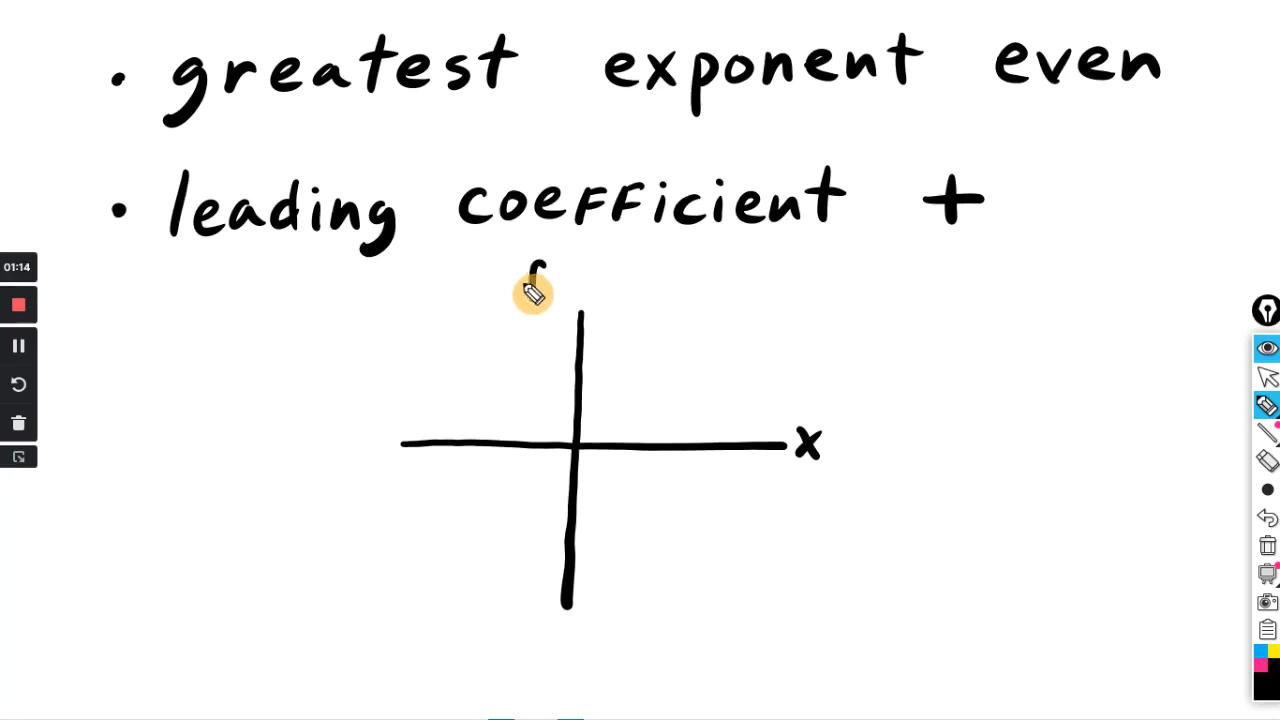 • greatest exponent even
• leading coefficient +
f
x
01:14